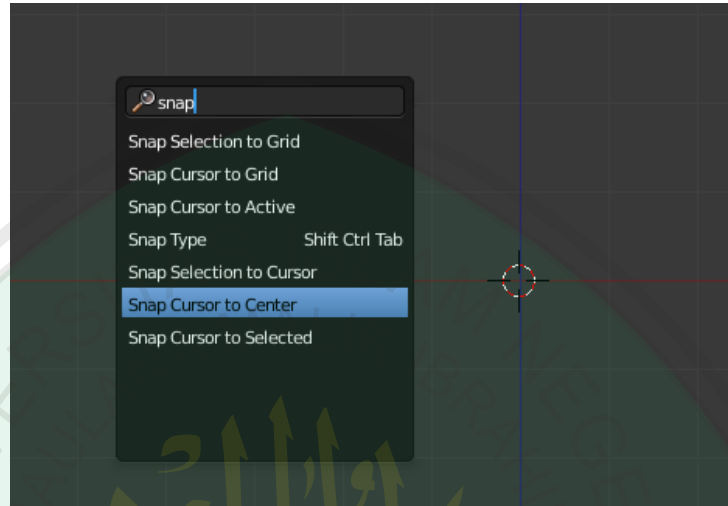 snap
Snap Selection to Grid
Snap Cursor to Grid
Snap Cursor to Active
Snap Type Shift Ctrl Tab
Snap Selection to Cursor
Snap Cursor to Center
Snap Cursor to Selected